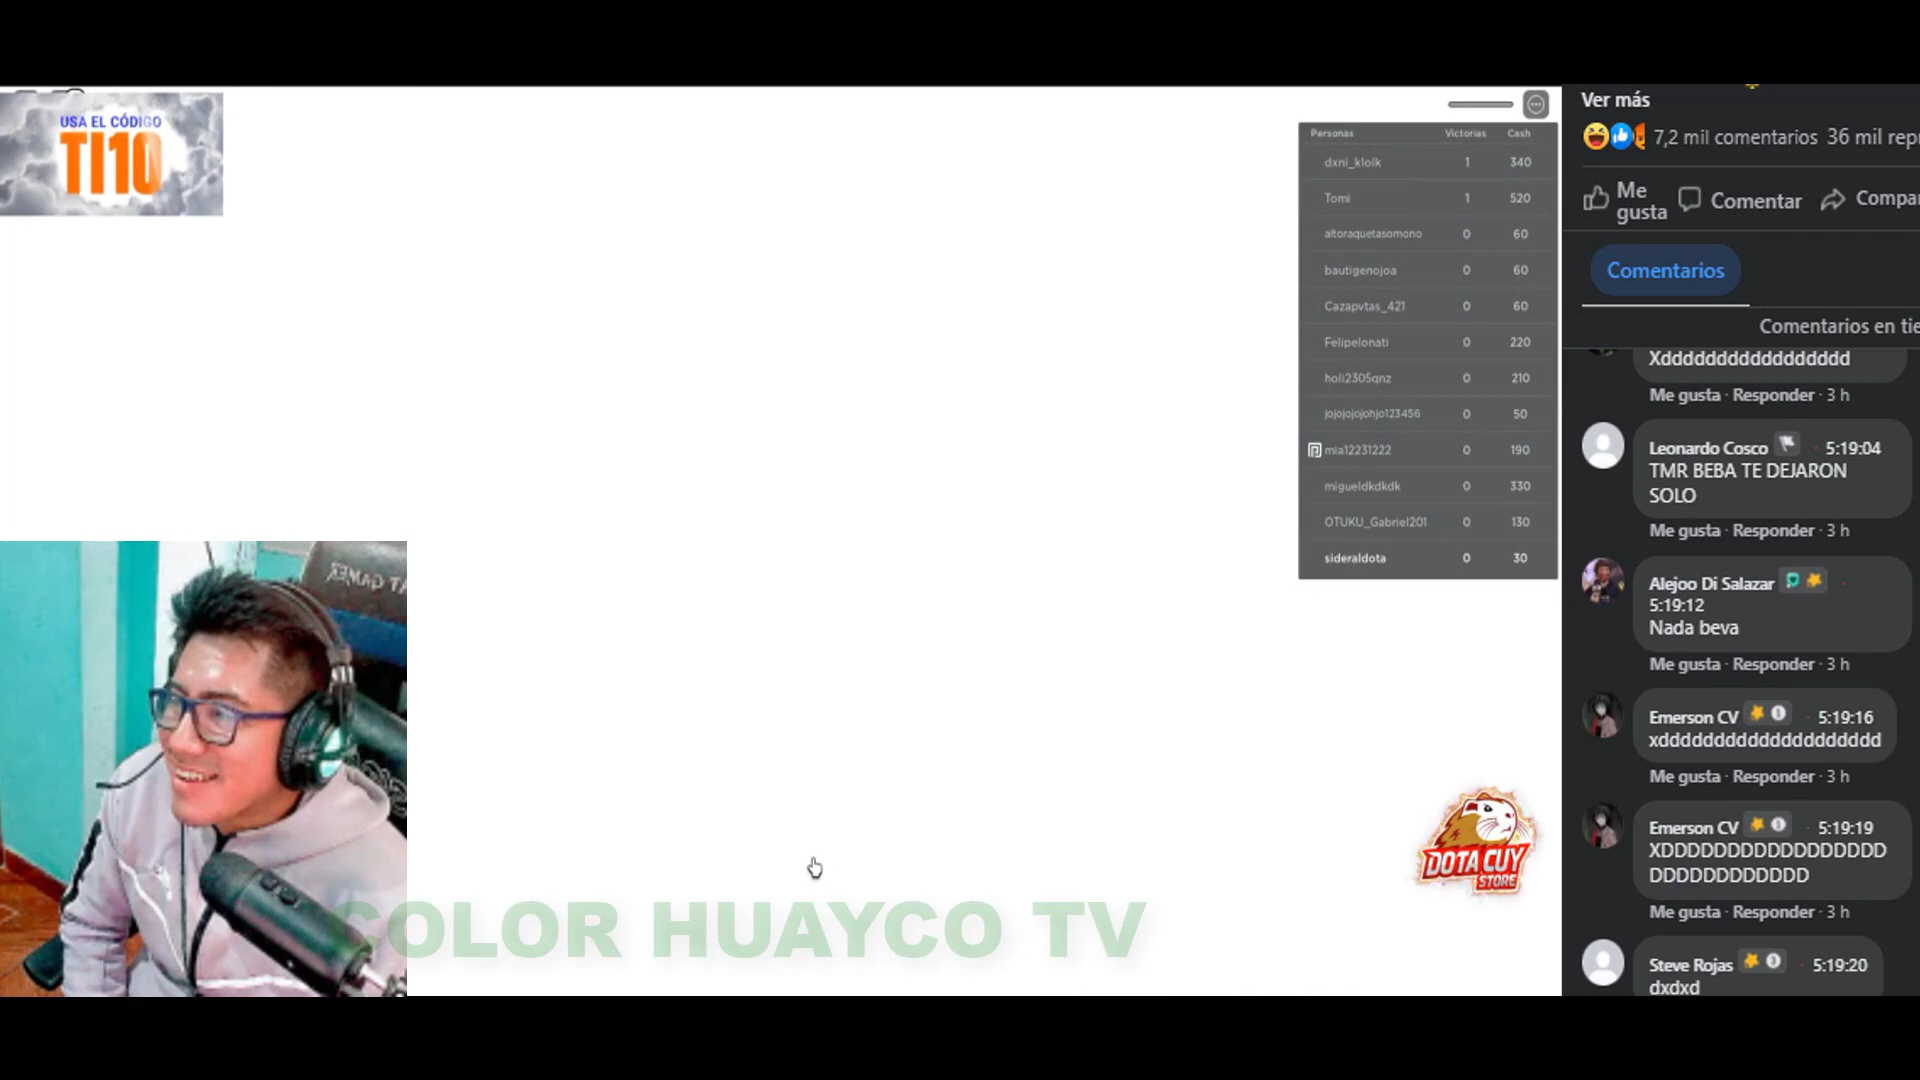 USA EL CÓDIGO
TI10
Personas Victorias Cash
dxni_klolk 1 340
Tomi 1 520
altoraquetasomono 0 60
bautigenojoa 0 60
Cazapvtas_421 0 60
Felipelonati 0 220
holi2305qnz 0 210
jojojojojohjo123456 0 50
mia12231222 0 190
migueldkdkdk 0 330
OTUKU_Gabriel201 0 130
sideraldota 0 30
DOTA CUY
STORE
COLOR HUAYCO TV
Ver más
7,2 mil comentarios 36 mil repr
Me gusta
Comentar
Compar
Comentarios
Comentarios en tie
Xddddddddddddddddd
Me gusta · Responder · 3 h
Leonardo Cosco · 5:19:04
TMR BEBA TE DEJARON
SOLO
Me gusta · Responder · 3 h
Alejoo Di Salazar ·
5:19:12
Nada beva
Me gusta · Responder · 3 h
Emerson CV · 5:19:16
xdddddddddddddddddddd
Me gusta · Responder · 3 h
Emerson CV · 5:19:19
XDDDDDDDDDDDDDDDDD
DDDDDDDDDDDD
Me gusta · Responder · 3 h
Steve Rojas · 5:19:20
dxdxd